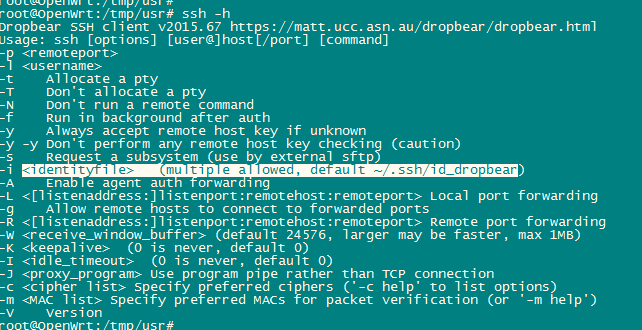 root@OpenWrt:/tmp/usr#
root@OpenWrt:/tmp/usr# ssh -h
Dropbear SSH client v2015.67 https://matt.ucc.asn.au/dropbear/dropbear.html
Usage: ssh [options] [user@]host[/port] [command]
-p <remoteport>
-l <username>
-t    Allocate a pty
-T    Don't allocate a pty
-N    Don't run a remote command
-f    Run in background after auth
-y    Always accept remote host key if unknown
-y -y Don't perform any remote host key checking (caution)
-s    Request a subsystem (use by external sftp)
-i <identityfile>   (multiple allowed, default ~/.ssh/id_dropbear)
-A    Enable agent auth forwarding
-L <[listenaddress:]listenport:remotehost:remoteport> Local port forwarding
-g    Allow remote hosts to connect to forwarded ports
-R <[listenaddress:]listenport:remotehost:remoteport> Remote port forwarding
-W <receive_window_buffer> (default 24576, larger may be faster, max 1MB)
-K <keepalive>  (0 is never, default 0)
-I <idle_timeout>  (0 is never, default 0)
-J <proxy_program> Use program pipe rather than TCP connection
-c <cipher list> Specify preferred ciphers ('-c help' to list options)
-m <MAC list> Specify preferred MACs for packet verification (or '-m help')
-V    Version
root@OpenWrt:/tmp/usr#